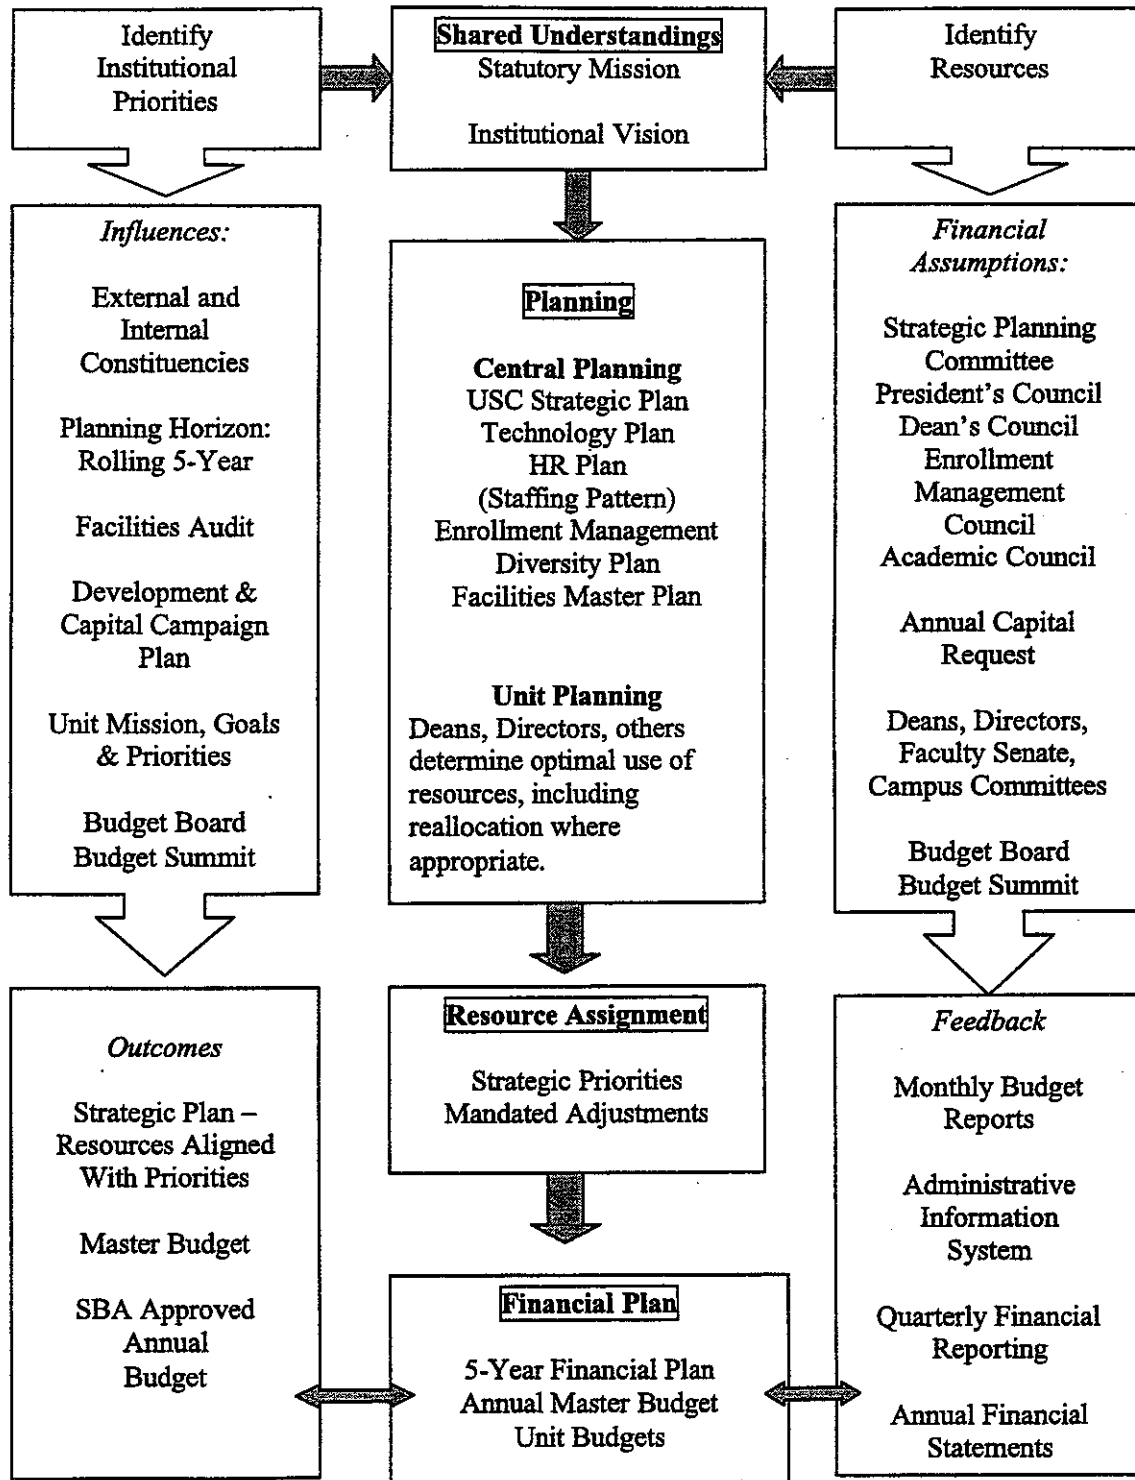 Identify
Institutional
Priorities
Shared Understandings
Statutory Mission
Institutional Vision
Identify
Resources
Influences:
External and
Internal
Constituencies
Planning Horizon:
Rolling 5-Year
Facilities Audit
Development &
Capital Campaign
Plan
Unit Mission, Goals
& Priorities
Budget Board
Budget Summit
Planning
Central Planning
USC Strategic Plan
Technology Plan
HR Plan
(Staffing Pattern)
Enrollment Management
Diversity Plan
Facilities Master Plan
Unit Planning
Deans, Directors, others
determine optimal use of
resources, including
reallocation where
appropriate.
Financial
Assumptions:
Strategic Planning
Committee
President's Council
Dean's Council
Enrollment
Management
Council
Academic Council
Annual Capital
Request
Deans, Directors,
Faculty Senate,
Campus Committees
Budget Board
Budget Summit
Outcomes
Strategic Plan –
Resources Aligned
With Priorities
Master Budget
SBA Approved
Annual
Budget
Resource Assignment
Strategic Priorities
Mandated Adjustments
Financial Plan
5-Year Financial Plan
Annual Master Budget
Unit Budgets
Feedback
Monthly Budget
Reports
Administrative
Information
System
Quarterly Financial
Reporting
Annual Financial
Statements